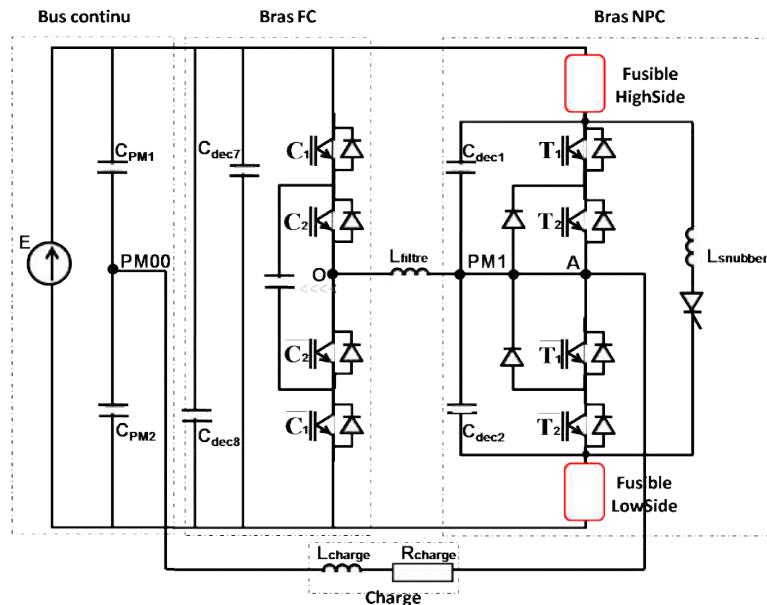 Bus continu
Bras FC
Bras NPC
Fusible
HighSide
CPM1
Cdec7
C1
Cdec1
T1
C2
T2
E
PM00
O
Lfiltre
PM1
A
Lsnubber
<<<<
C2
T1
CPM2
Cdec8
C1
Cdec2
T2
Fusible
LowSide
Lcharge
Rcharge
Charge